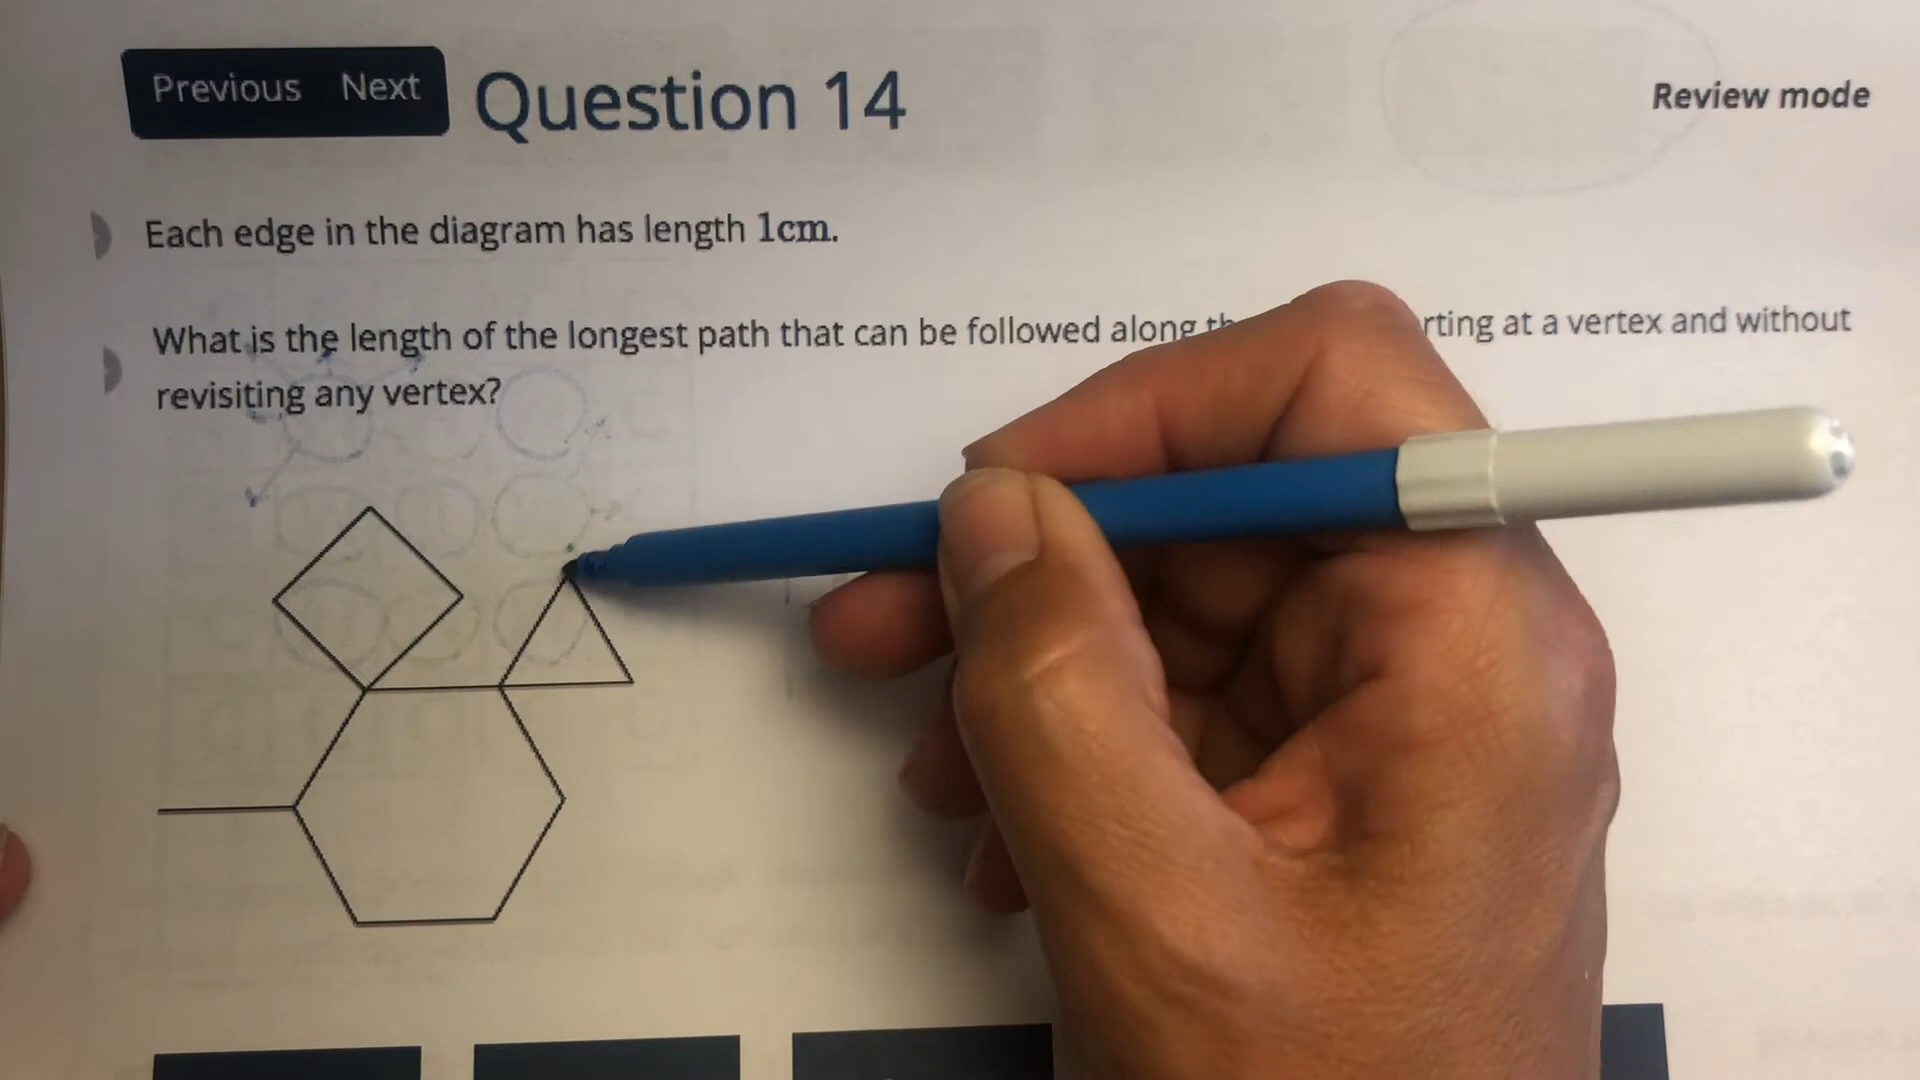 Previous Next Question 14 Review mode
Each edge in the diagram has length 1cm.
What is the length of the longest path that can be followed along at a vertex and without
revisiting any vertex?